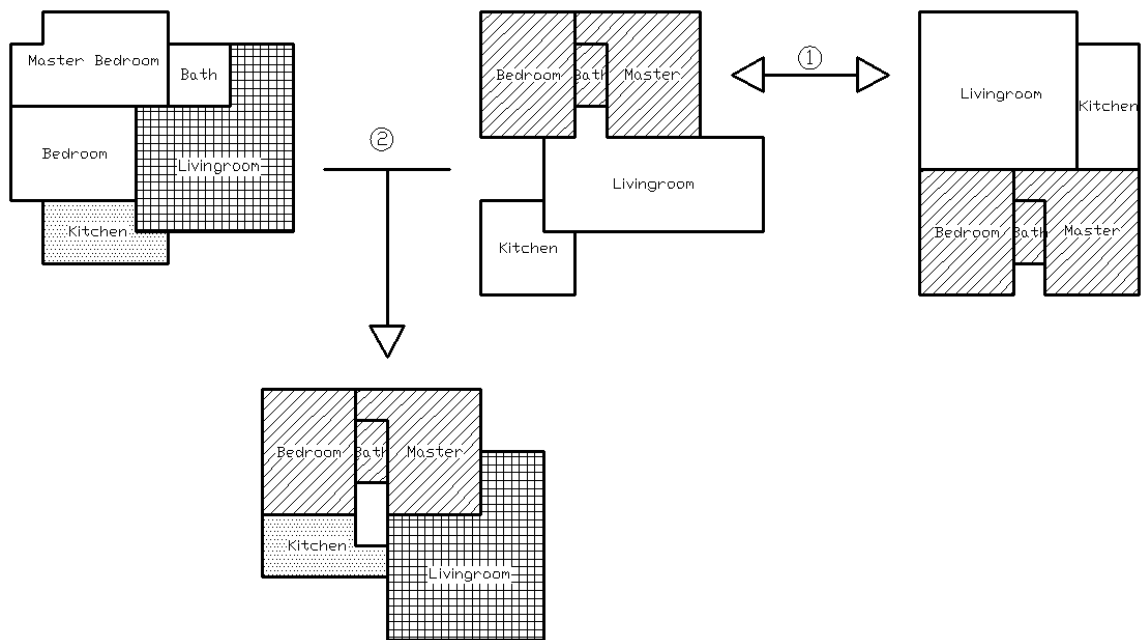 Master Bedroom
Bath
Bedroom
Livingroom
Kitchen
②
Bedroom
Bath
Master
Livingroom
Kitchen
①
Livingroom
Kitchen
Bedroom
Bath
Master
Bedroom
Bath
Master
Kitchen
Livingroom